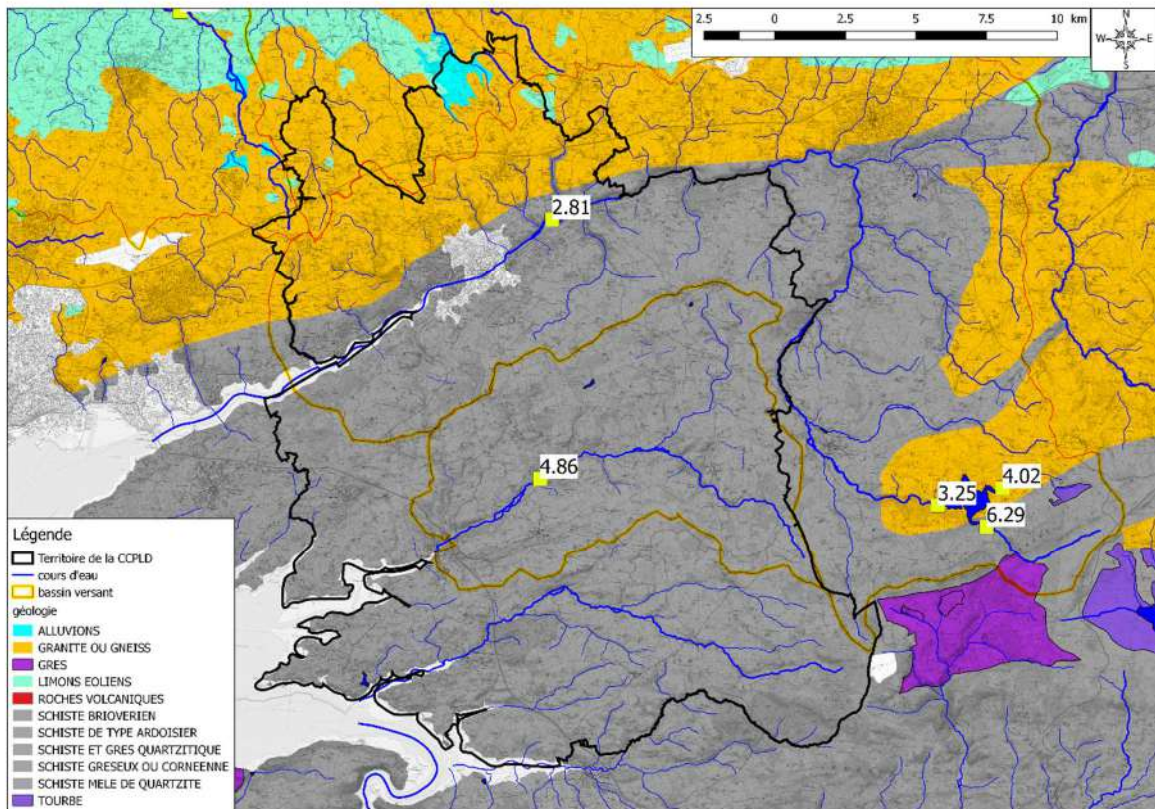 2.5 0 2.5 5 7.5 10 km
N
W E
S
2.81
4.86
4.02
3.25
6.29
Légende
Territoire de la CCPLD
cours d'eau
bassin versant
géologie
ALLUVIONS
GRANITE OU GNEISS
GRES
LIMONS EOLIENS
ROCHES VOLCANIQUES
SCHISTE BRIOVERIEN
SCHISTE DE TYPE ARDOISIER
SCHISTE ET GRES QUARTZITIQUE
SCHISTE GRESEUX OU CORNEENNE
SCHISTE MELE DE QUARTZITE
TOURBE